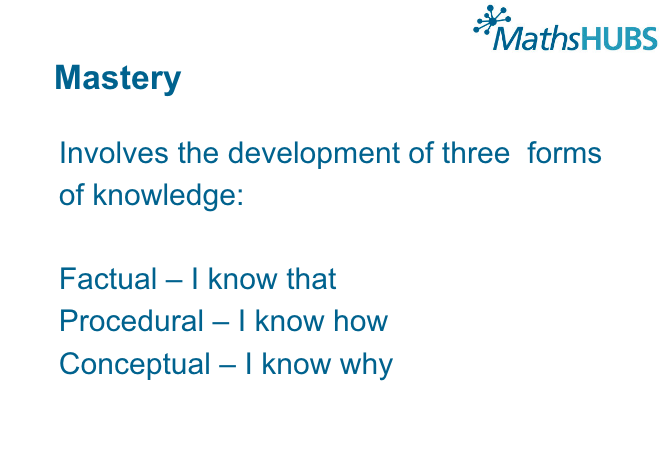 MathsHUBS
Mastery
Involves the development of three  forms
of knowledge:
Factual – I know that
Procedural – I know how
Conceptual – I know why